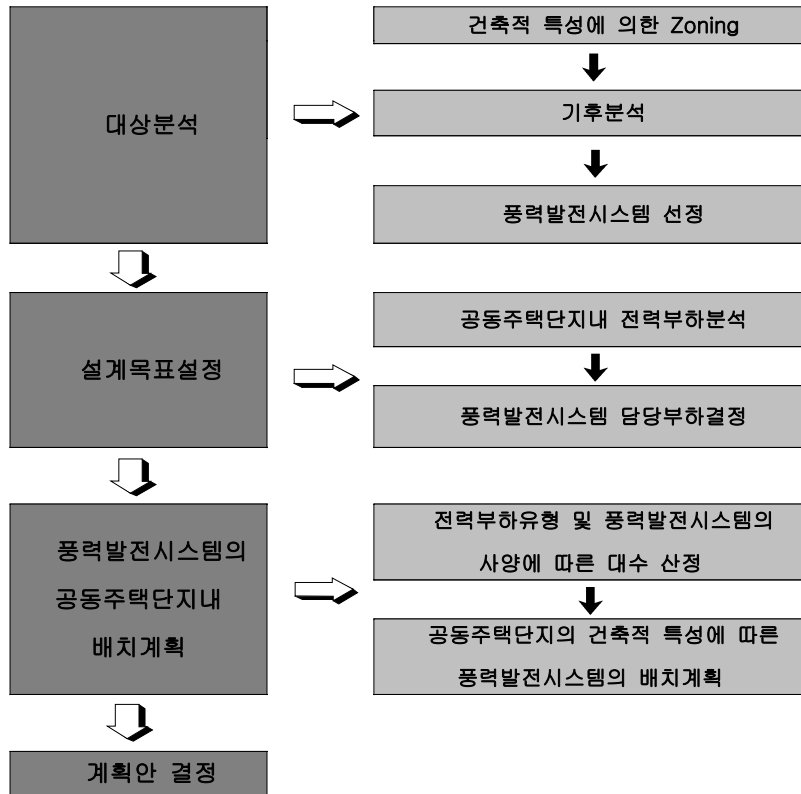 대상분석
건축적 특성에 의한 Zoning
기후분석
풍력발전시스템 선정
설계목표설정
공동주택단지내 전력부하분석
풍력발전시스템 담당부하결정
풍력발전시스템의
공동주택단지내
배치계획
전력부하유형 및 풍력발전시스템의
사양에 따른 대수 산정
공동주택단지의 건축적 특성에 따른
풍력발전시스템의 배치계획
계획안 결정